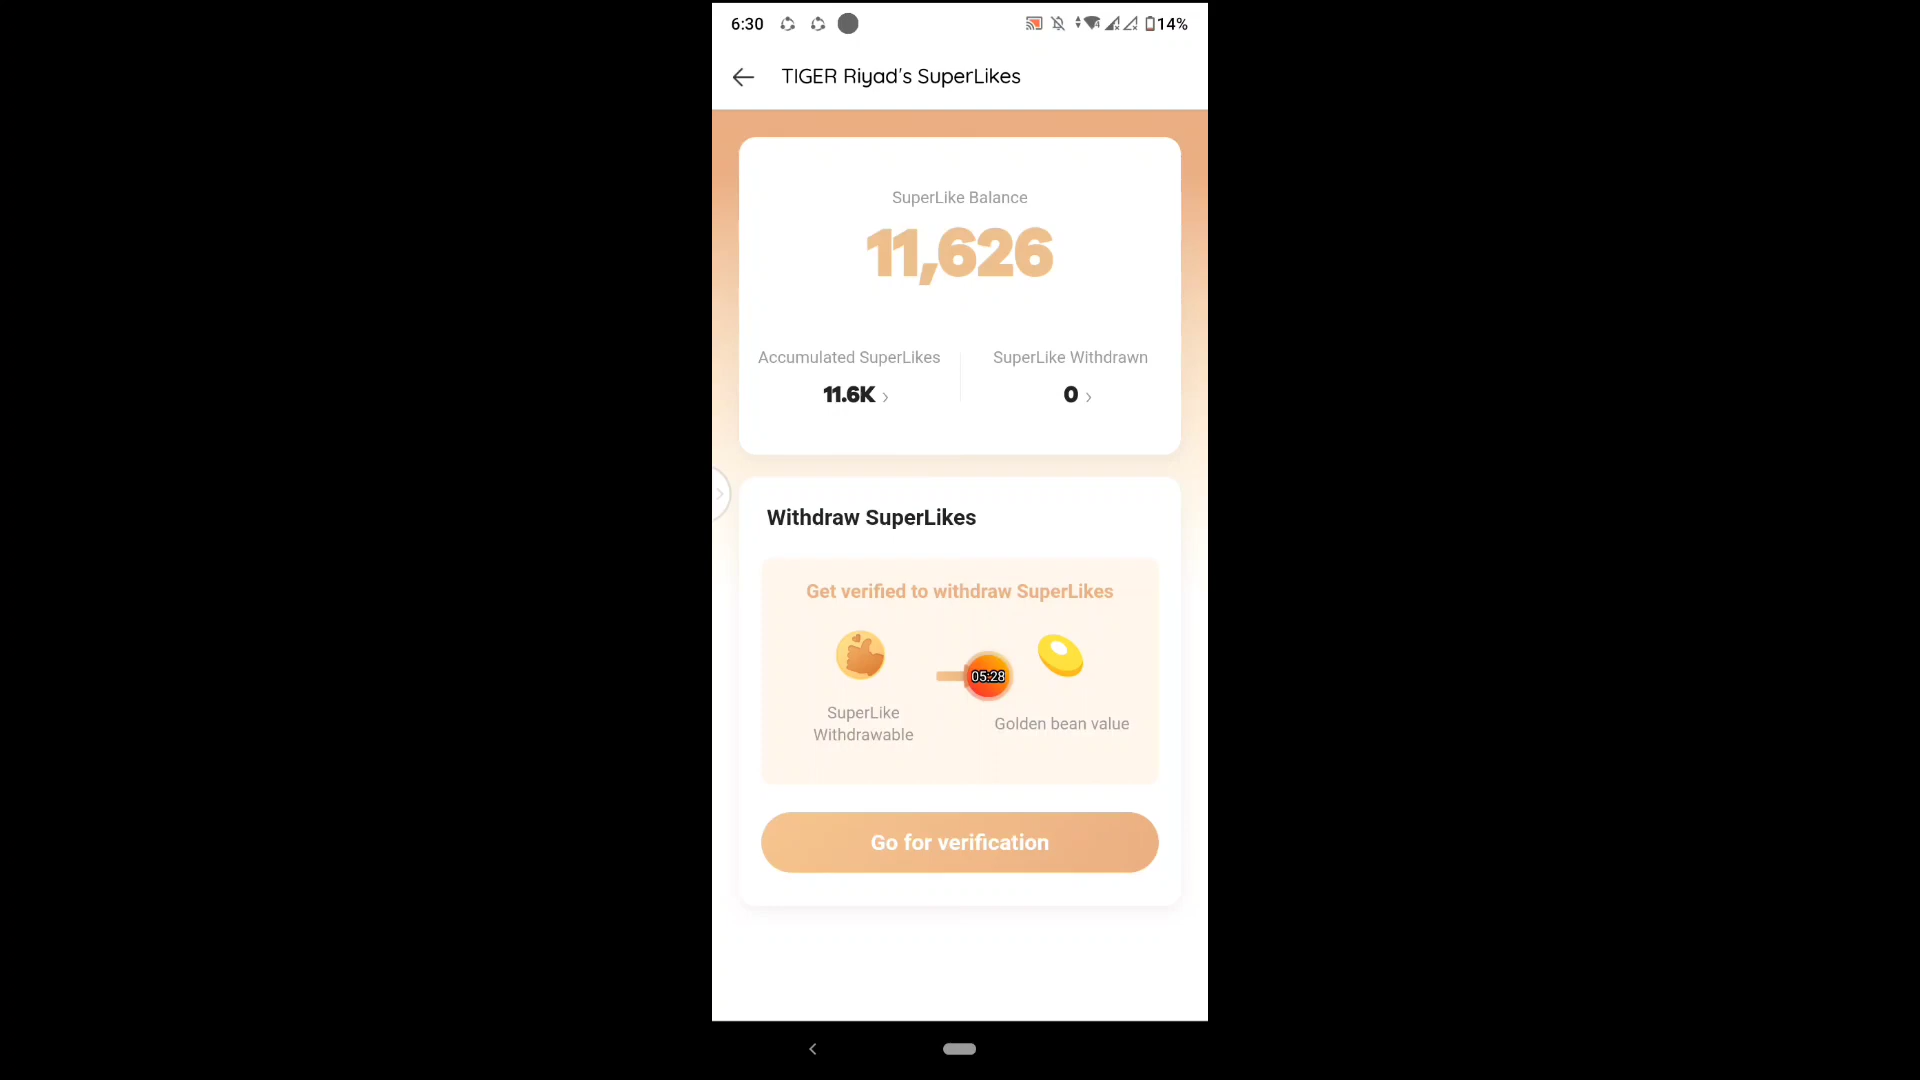 6:30
14%
TIGER Riyad's SuperLikes
SuperLike Balance
11,626
Accumulated SuperLikes
SuperLike Withdrawn
11.6K
0
Withdraw SuperLikes
Get verified to withdraw SuperLikes
05:28
SuperLike
Withdrawable
Golden bean value
Go for verification